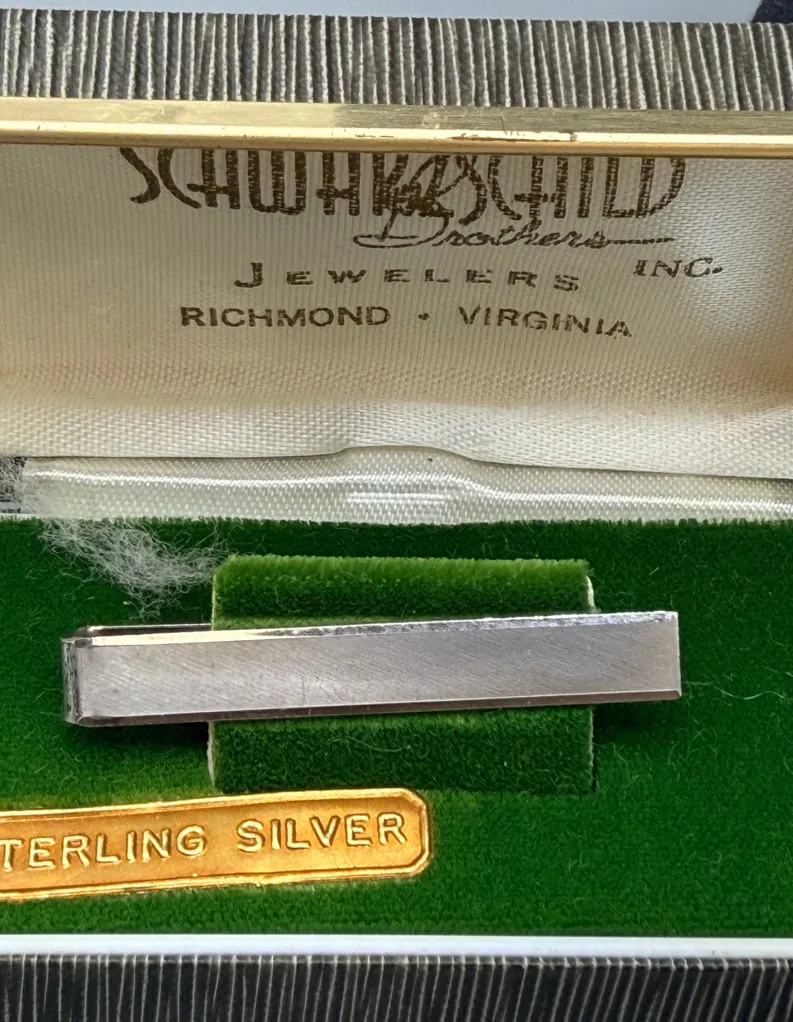 SCHWARZSCHILD
Brothers
INC.
JEWELERS
RICHMOND · VIRGINIA
TERLING SILVER